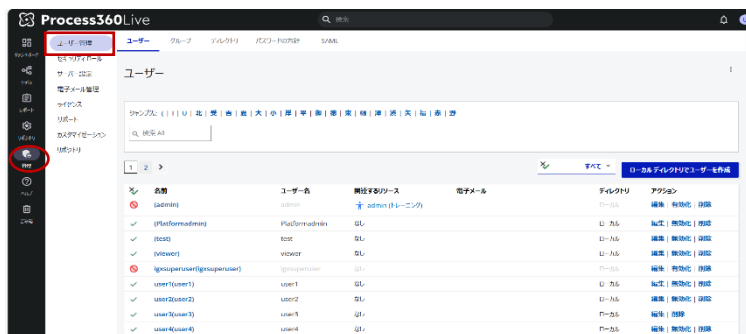 Process360Live
検索
ユーザー管理
セキュリティロール
サーバー設定
電子メール管理
ライセンス
リポート
カスタマイゼーション
リポジトリ
管理
ユーザー グループ ディレクトリ パスワードの方針 SAML
ユーザー
検索 All
1 2
すべて
ローカルディレクトリでユーザーを作成
名前 ユーザー名 関連するリソース 電子メール ディレクトリ アクション
(admin) admin admin (トレーニング) ローカル 編集 | 有効化 | 削除
(Platformadmin) Platformadmin なし ローカル 編集 | 無効化 | 削除
(test) test なし ローカル 編集 | 無効化 | 削除
(viewer) viewer なし ローカル 編集 | 無効化 | 削除
igxsuperuser(igxsuperuser) igxsuperuser なし ローカル 編集 | 有効化 | 削除
user1(user1) user1 なし ローカル 編集 | 無効化 | 削除
user2(user2) user2 なし ローカル 編集 | 無効化 | 削除
user3(user3) user3 なし ローカル 編集 | 削除
user4(user4) user4 なし ローカル 編集 | 無効化 | 削除